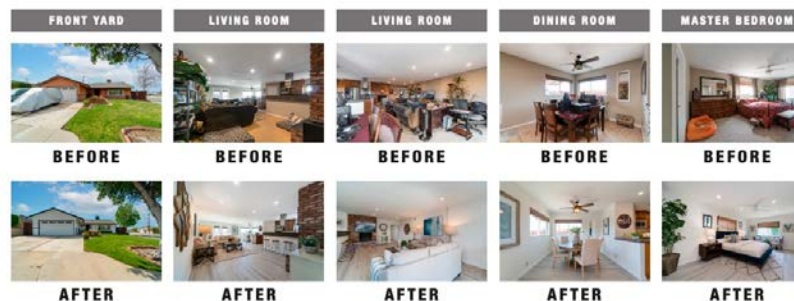 FRONT YARD
LIVING ROOM
LIVING ROOM
DINING ROOM
MASTER BEDROOM
BEFORE
BEFORE
BEFORE
BEFORE
BEFORE
AFTER
AFTER
AFTER
AFTER
AFTER